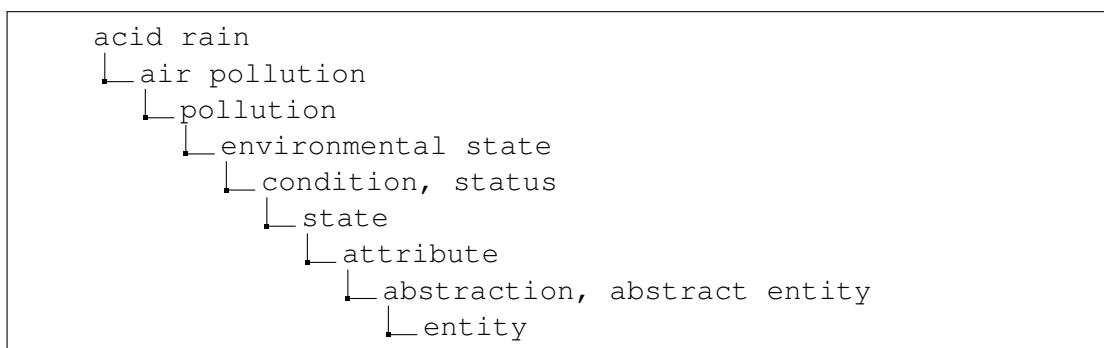 acid rain
air pollution
pollution
environmental state
condition, status
state
attribute
abstraction, abstract entity
entity